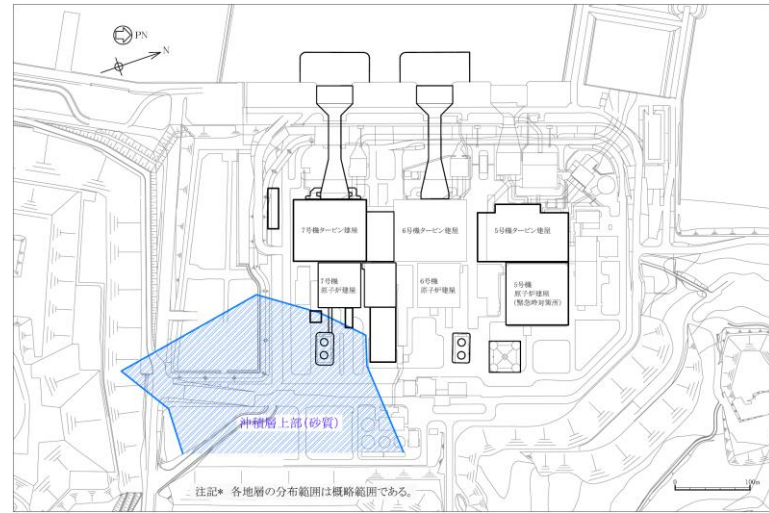 PN
N
7号機タービン建屋
6号機タービン建屋
5号機タービン建屋
7号機
原子炉建屋
6号機
原子炉建屋
5号機
原子炉建屋
(緊急時対策所)
沖積層上部(砂質)
注記* 各地層の分布範囲は概略範囲である。
0 100m